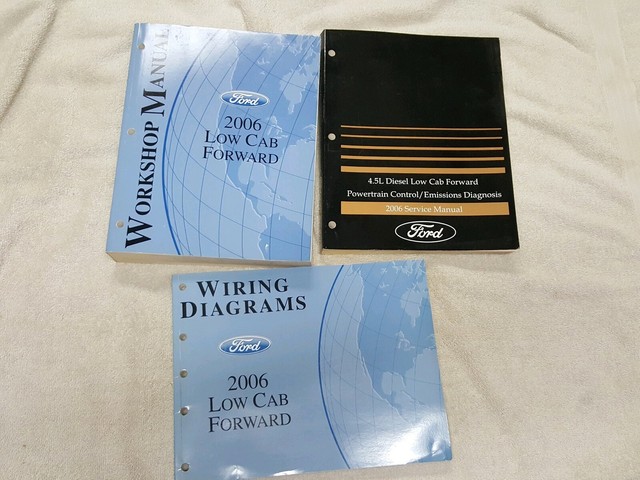 WORKSHOP MANUAL
Ford
2006
LOW CAB
FORWARD
4.5L Diesel Low Cab Forward
Powertrain Control/Emissions Diagnosis
2006 Service Manual
Ford
WIRING
DIAGRAMS
Ford
2006
LOW CAB
FORWARD